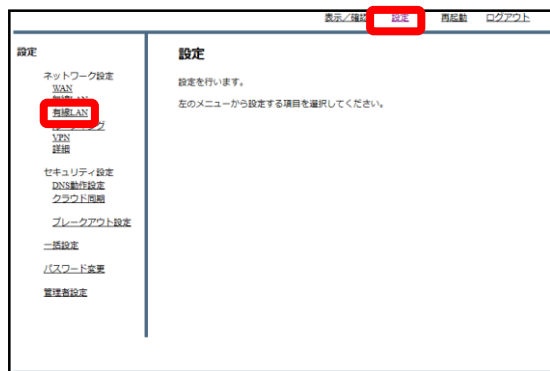 表示／確認 設定 再起動 ログアウト
設定
ネットワーク設定
WAN
有線LAN
VPN
詳細
セキュリティ設定
DNS動作設定
クラウド同期
ブレークアウト設定
一括設定
パスワード変更
管理者設定
設定
設定を行います。
左のメニューから設定する項目を選択してください。